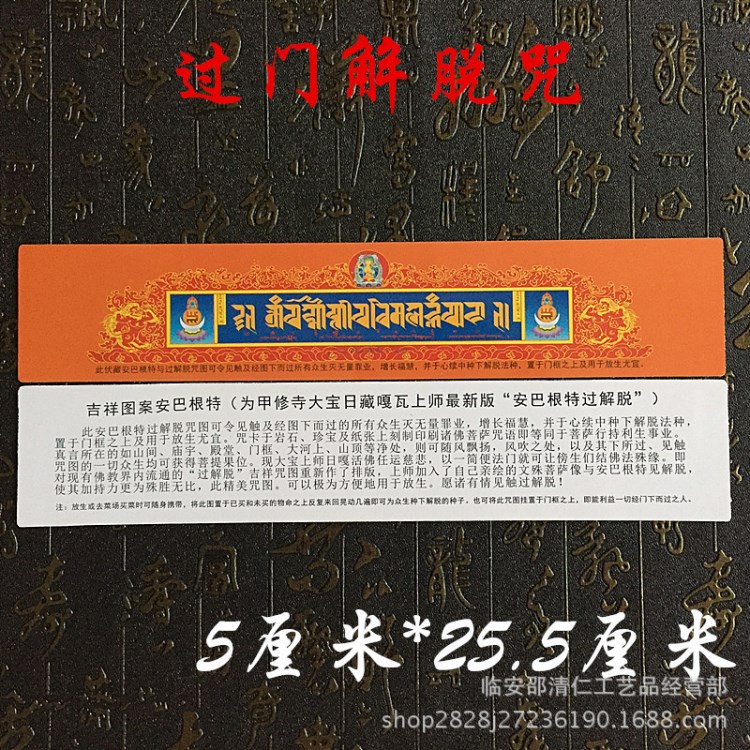 过门解脱咒
此伏藏安巴根特与过解脱咒图可令见触及经图下而过所有众生灭无量罪业，增长福慧，并于心续中种下解脱法种，置于门框之上及用于放生尤宜。
吉祥图案安巴根特（为甲修寺大宝日藏嘎瓦上师最新版“安巴根特过解脱”）
此安巴根特过解脱咒图可令见触及经图下而过的所有众生灭无量罪业，增长福慧，并于心续中种下解脱法种，
置于门框之上及用于放生尤宜。咒卡于岩石、珍宝及纸张上刻制印刷诸佛菩萨咒语即等同于菩萨行持利生事业。
真言所在的如山间、庙宇、殿堂、门框、大河上、山顶等净处，则可随风飘扬，风吹之处，以及其下所过、见触
咒图的一切众生均可获得菩提果位。现大宝上师日嘎活佛任运慈悲，以一简便法门就可让傍生们结佛法殊缘。即
对现有佛教界内流通的“过解脱”吉祥咒图重新作了排版，上师加入了自己亲绘的文殊菩萨像与安巴根特见解脱，
使其加持力更为殊胜无比，此精美咒图。可以极为方便地用于放生。愿诸有情见触过解脱！
注：放生或去菜场买菜时可随身携带，将此图置于已买和未买的物命之上反复来回晃动几遍即可为众生种下解脱的种子，也可将此咒图挂置于门框之上，即能利益一切经门下而过之人。
5厘米*25.5厘米
临安邵清仁工艺品经营部
shop2828j27236190.1688.com